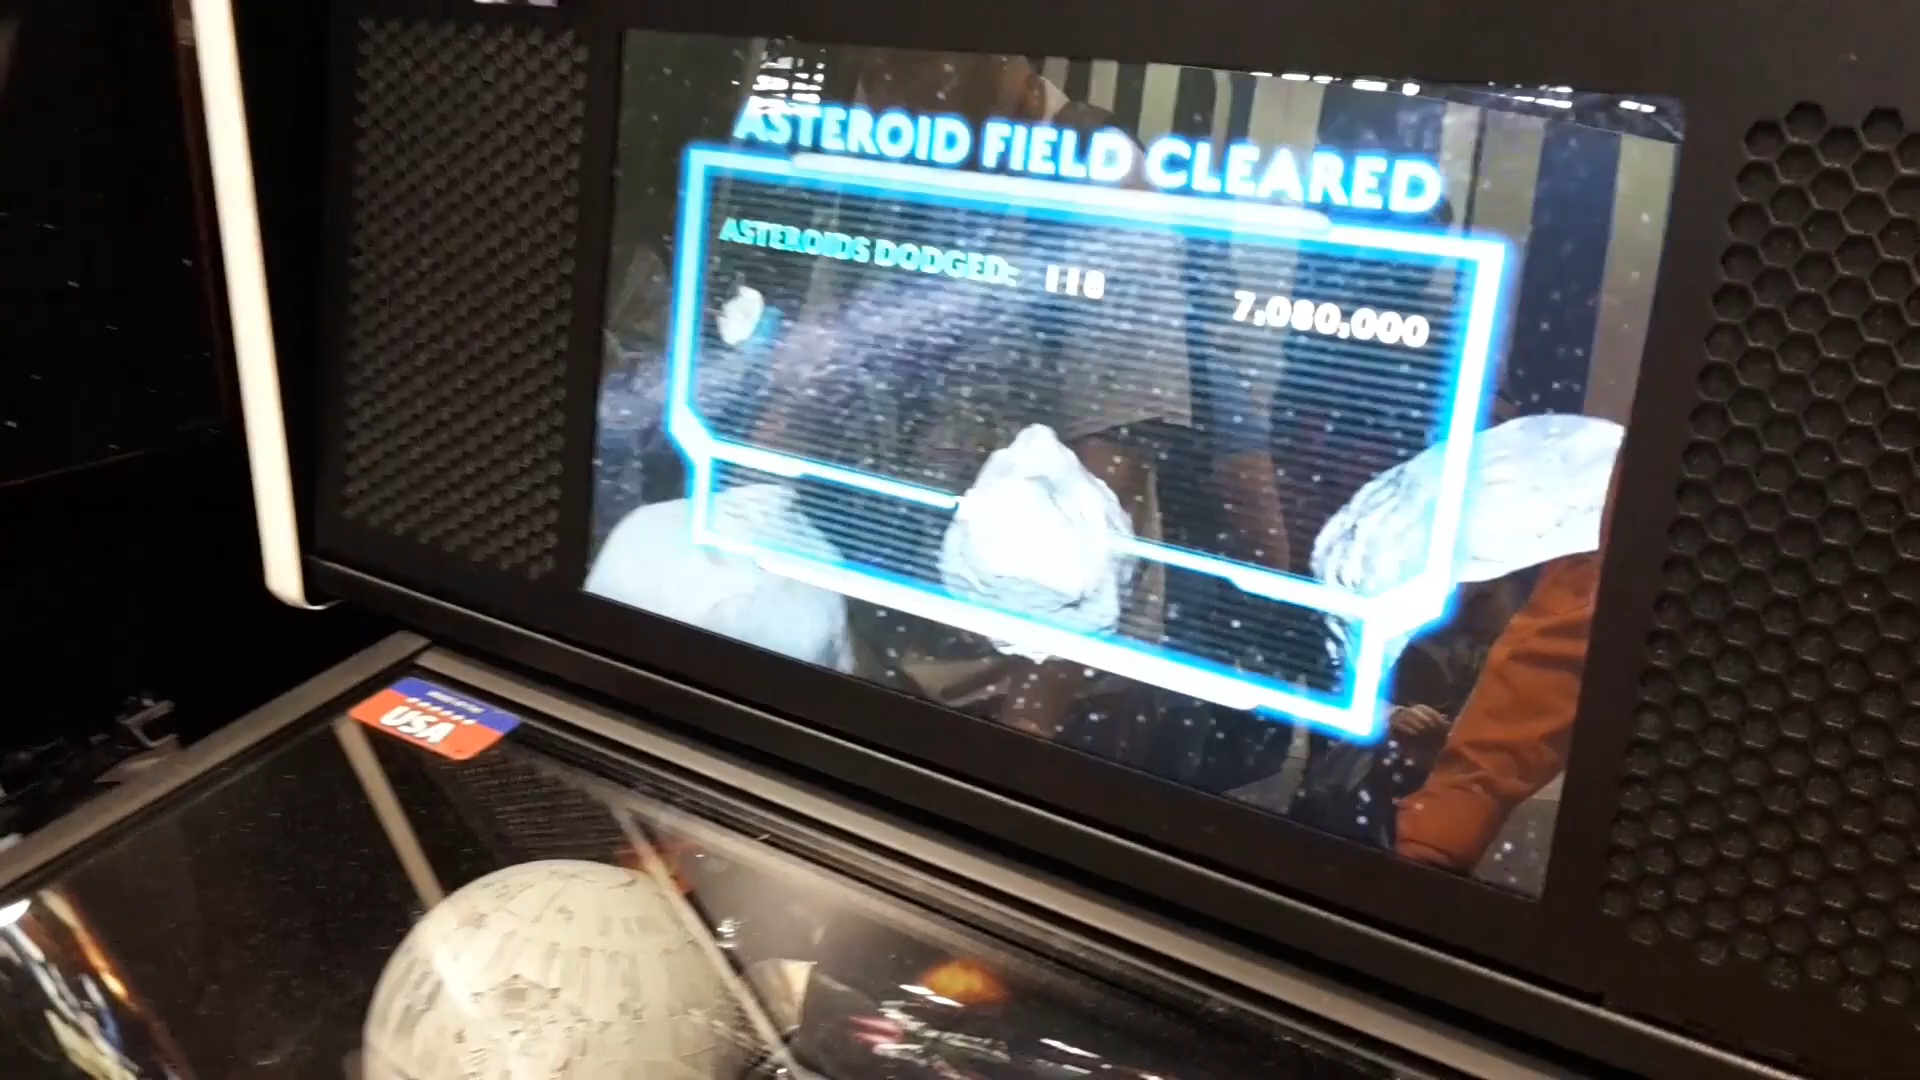 ASTEROID FIELD CLEARED
ASTEROIDS DODGED: 118
7,080,000
USA